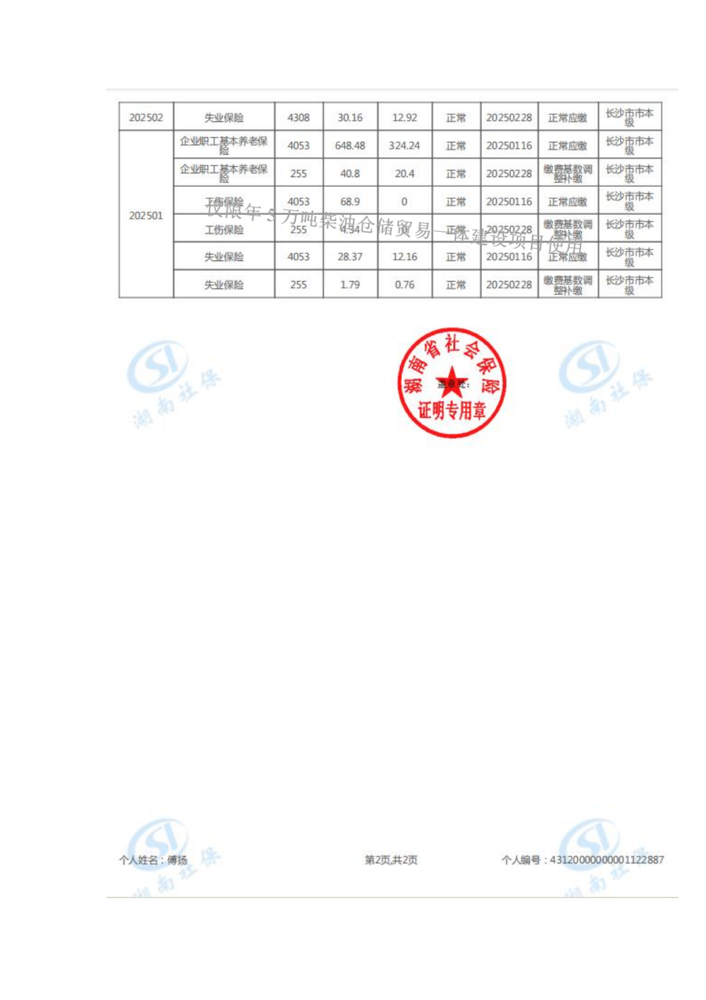 202502 失业保险 4308 30.16 12.92 正常 20250228 正常应缴 长沙市市本级
202501 企业职工基本养老保险 4053 648.48 324.24 正常 20250116 正常应缴 长沙市市本级
企业职工基本养老保险 255 40.8 20.4 正常 20250228 缴费基数调整补缴 长沙市市本级
工伤保险 4053 68.9 0 正常 20250116 正常应缴 长沙市市本级
工伤保险 255 4.34 0 正常 20250228 缴费基数调整补缴 长沙市市本级
失业保险 4053 28.37 12.16 正常 20250116 正常应缴 长沙市市本级
失业保险 255 1.79 0.76 正常 20250228 缴费基数调整补缴 长沙市市本级
仅限年5万吨柴油仓储贸易一体建设项目使用
湖南省社会保险
盖章处：
证明专用章
湖南社保
湖南社保
个人姓名：傅扬 第2页,共2页 个人编号：43120000000001122887
湖南社保
湖南社保